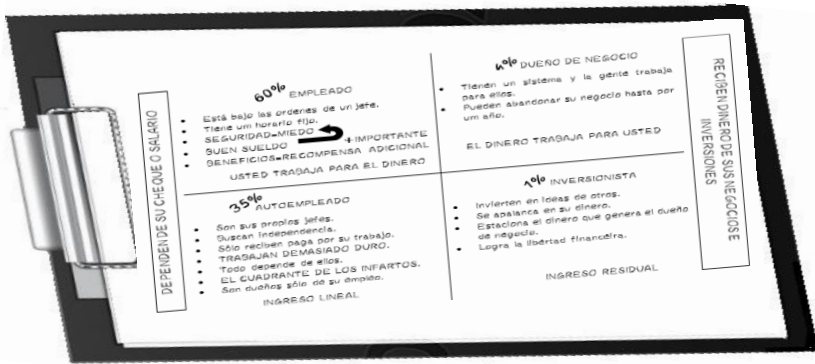 DEPENDEN DE SU CHEQUE O SALARIO
60% EMPLEADO
Está bajo las ordenes de un jefe.
Tiene um horario fijo.
SEGURIDAD=MIEDO
BUEN SUELDO +IMPORTANTE
BENEFICIOS=RECOMPENSA ADICIONAL
USTED TRABAJA PARA EL DINERO
4% DUEÑO DE NEGOCIO
Tienen un sistema y la gente trabaja
para ellos.
Pueden abandonar su negocio hasta por
um año.
EL DINERO TRABAJA PARA USTED
35% AUTOEMPLEADO
Son sus propios jefes.
Buscan independencia.
Sólo reciben paga por su trabajo.
TRABAJAN DEMASIADO DURO.
Todo depende de ellos.
EL CUADRANTE DE LOS INFARTOS.
Son dueños sólo de su empleo.
INGRESO LINEAL
1% INVERSIONISTA
Invierten en ideas de otros.
Se apalanca en su dinero.
Estaciona el dinero que genera el dueño
de negocio.
Logra la libertad financeira.
INGRESO RESIDUAL
RECIBEN DINERO DE SUS NEGOCIOS E
INVERSIONES